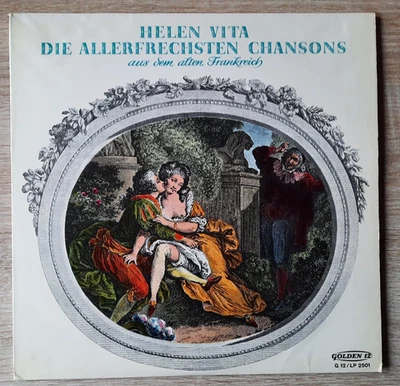 HELEN VITA
DIE ALLERFRECHSTEN CHANSONS
aus dem alten Frankreich
GOLDEN 12
G 12 / LP 2501